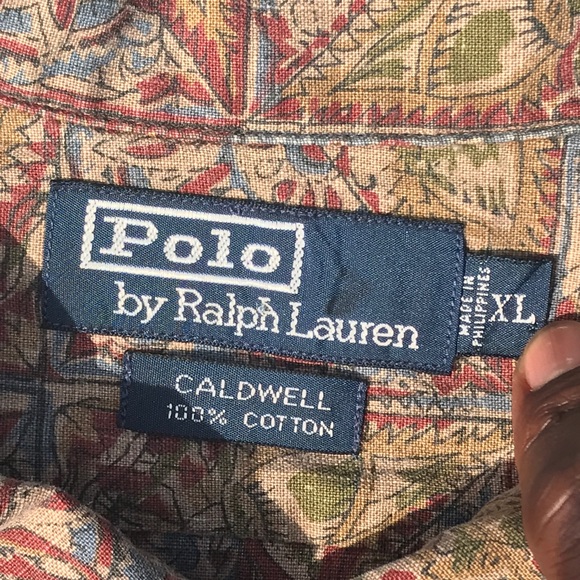 Polo
by Ralph Lauren
MADE IN
PHILIPPINES
XL
CALDWELL
100% COTTON